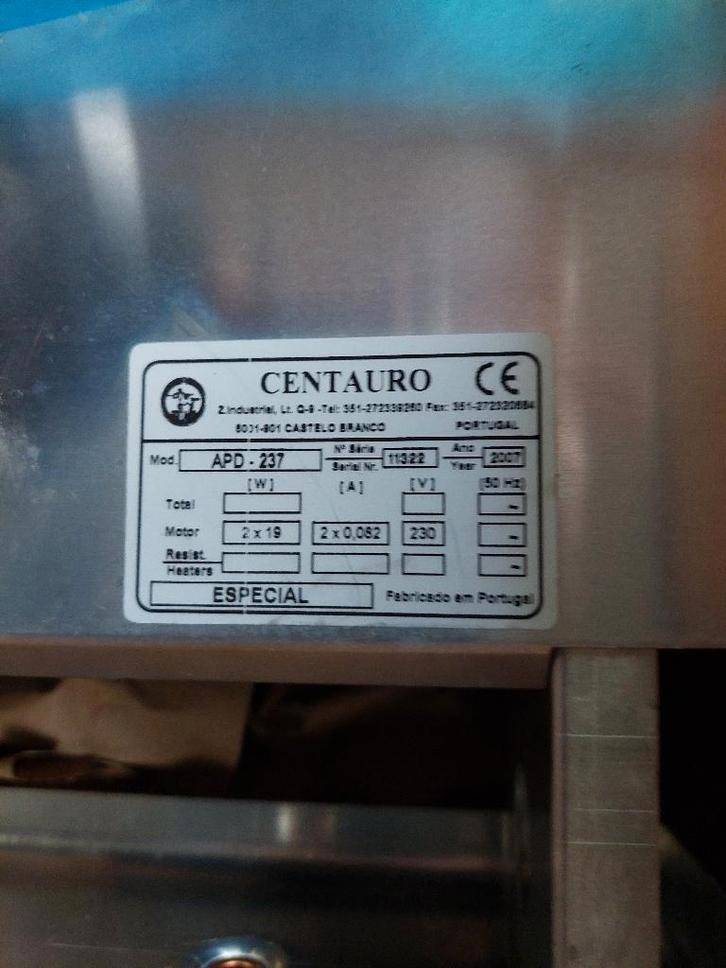 CENTAURO CE
Z.Industrial, Lt. Q-9 -Tel: 351-272339260 Fax: 351-272320684
6001-901 CASTELO BRANCO PORTUGAL
Mod. APD - 237 Nº Série 11322 Ano 2007
Serial Nr. Year
[W] [A] [V] (50 Hz)
Total ~
Motor 2 x 19 2 x 0,082 230 ~
Resist. ~
Heaters
ESPECIAL Fabricado em Portugal